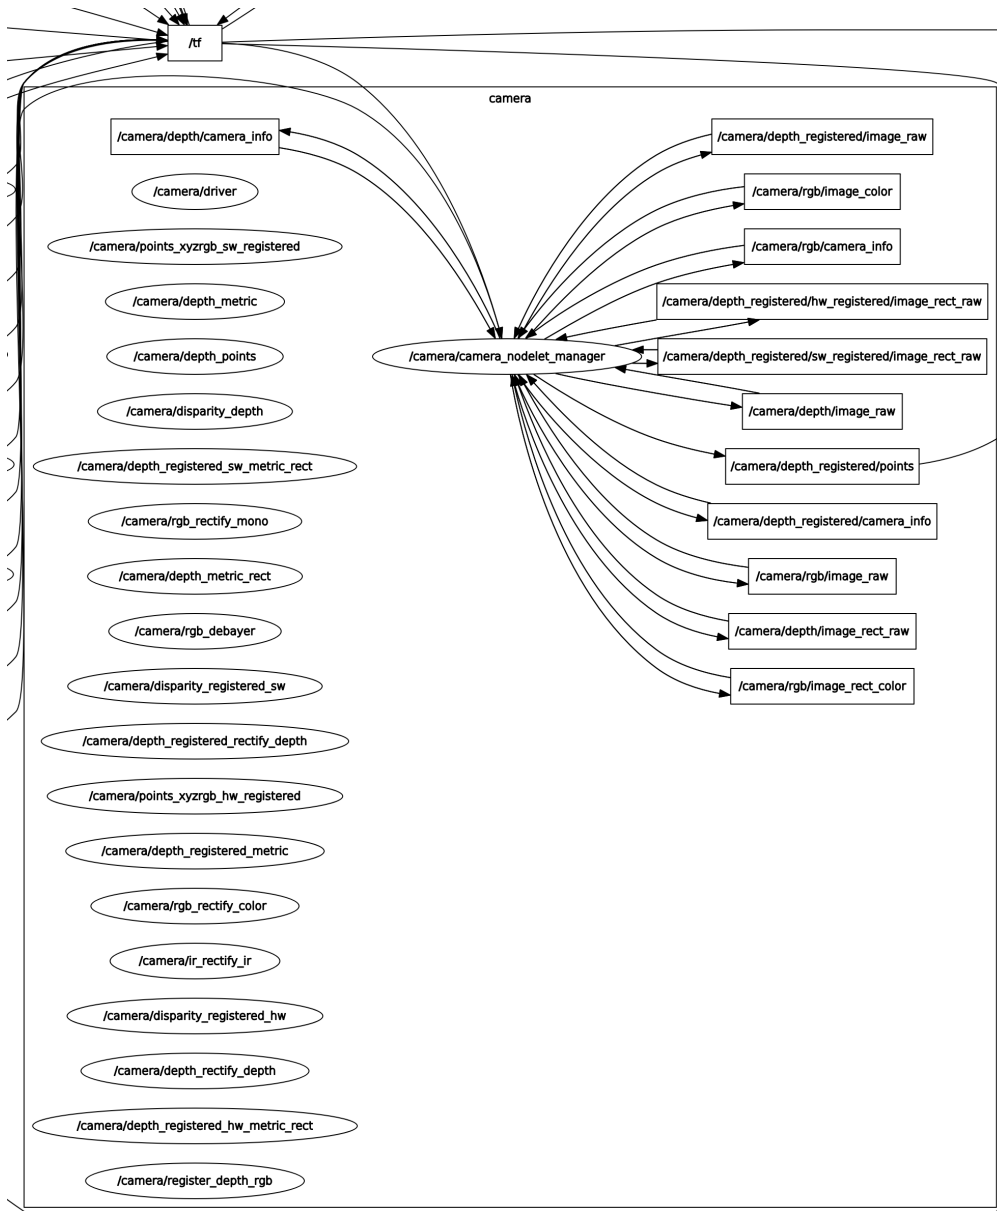 /tf
camera
/camera/depth/camera_info
/camera/depth_registered/image_raw
/camera/driver
/camera/rgb/image_color
/camera/points_xyzrgb_sw_registered
/camera/rgb/camera_info
/camera/depth_metric
/camera/depth_registered/hw_registered/image_rect_raw
/camera/depth_points
/camera/camera_nodelet_manager
/camera/depth_registered/sw_registered/image_rect_raw
/camera/disparity_depth
/camera/depth/image_raw
/camera/depth_registered_sw_metric_rect
/camera/depth_registered/points
/camera/rgb_rectify_mono
/camera/depth_registered/camera_info
/camera/depth_metric_rect
/camera/rgb/image_raw
/camera/rgb_debayer
/camera/depth/image_rect_raw
/camera/disparity_registered_sw
/camera/rgb/image_rect_color
/camera/depth_registered_rectify_depth
/camera/points_xyzrgb_hw_registered
/camera/depth_registered_metric
/camera/rgb_rectify_color
/camera/ir_rectify_ir
/camera/disparity_registered_hw
/camera/depth_rectify_depth
/camera/depth_registered_hw_metric_rect
/camera/register_depth_rgb